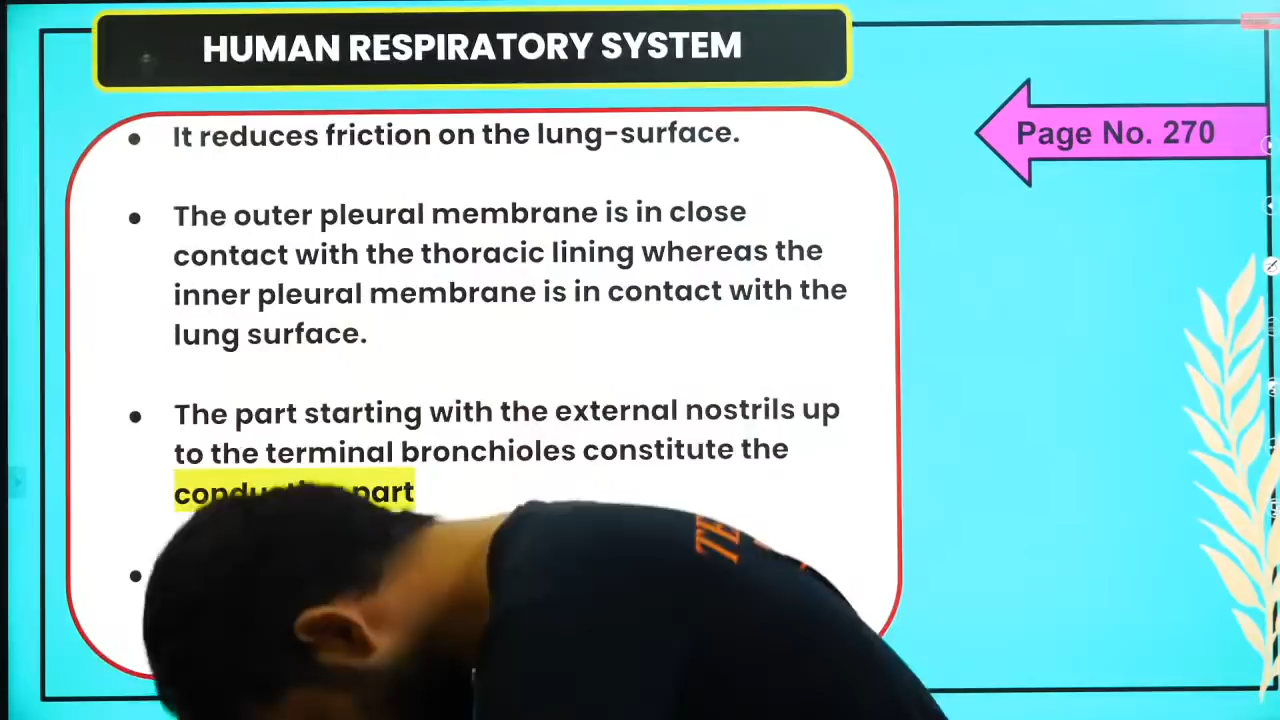 HUMAN RESPIRATORY SYSTEM
Page No. 270
• It reduces friction on the lung-surface.
• The outer pleural membrane is in close
contact with the thoracic lining whereas the
inner pleural membrane is in contact with the
lung surface.
• The part starting with the external nostrils up
to the terminal bronchioles constitute the
part
•